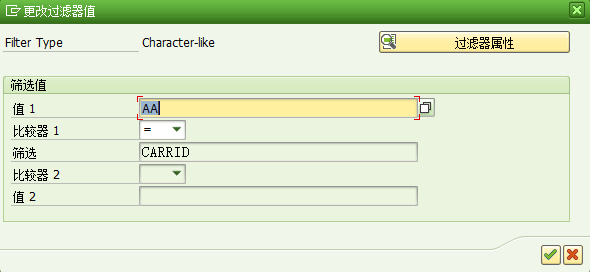 更改过滤器值
Filter Type Character-like 过滤器属性
筛选值
值 1 AA
比较器 1 =
筛选 CARRID
比较器 2
值 2